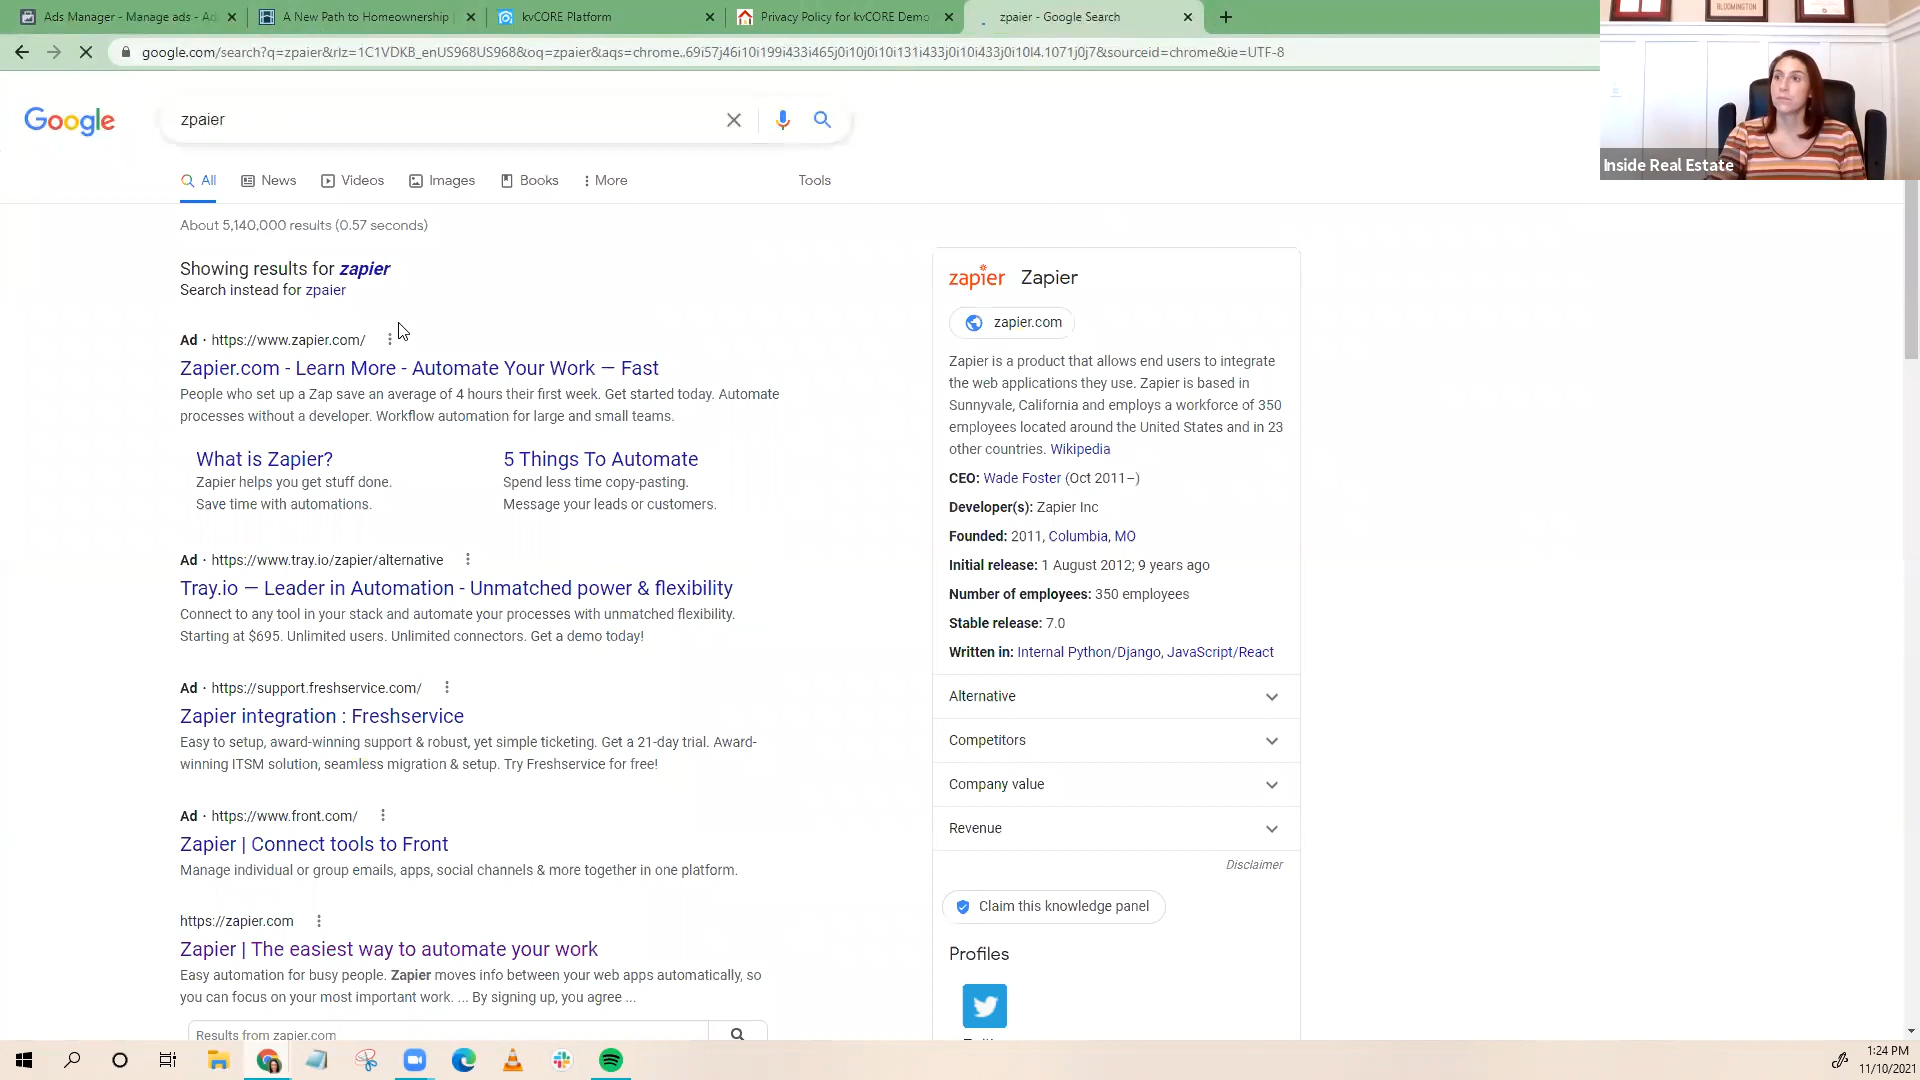 Ads Manager - Manage ads - Ad
A New Path to Homeownership
kvCORE Platform
Privacy Policy for kvCORE Demo
zpaier - Google Search
google.com/search?q=zpaier&rlz=1C1VDKB_enUS968US968&oq=zpaier&aqs=chrome..69i57j46i10i199i433i465j0i10j0i10i131i433j0i10i433j0i10l4.1071j0j7&sourceid=chrome&ie=UTF-8
BLOOMINGTON
Inside Real Estate
Google
zpaier
All
News
Videos
Images
Books
More
Tools
About 5,140,000 results (0.57 seconds)
Showing results for zapier
Search instead for zpaier
Ad · https://www.zapier.com/
Zapier.com - Learn More - Automate Your Work — Fast
People who set up a Zap save an average of 4 hours their first week. Get started today. Automate
processes without a developer. Workflow automation for large and small teams.
What is Zapier?
Zapier helps you get stuff done.
Save time with automations.
5 Things To Automate
Spend less time copy-pasting.
Message your leads or customers.
Ad · https://www.tray.io/zapier/alternative
Tray.io — Leader in Automation - Unmatched power & flexibility
Connect to any tool in your stack and automate your processes with unmatched flexibility.
Starting at $695. Unlimited users. Unlimited connectors. Get a demo today!
Ad · https://support.freshservice.com/
Zapier integration : Freshservice
Easy to setup, award-winning support & robust, yet simple ticketing. Get a 21-day trial. Award-
winning ITSM solution, seamless migration & setup. Try Freshservice for free!
Ad · https://www.front.com/
Zapier | Connect tools to Front
Manage individual or group emails, apps, social channels & more together in one platform.
https://zapier.com
Zapier | The easiest way to automate your work
Easy automation for busy people. Zapier moves info between your web apps automatically, so
you can focus on your most important work. ... By signing up, you agree ...
Results from zapier.com
zapier
Zapier
zapier.com
Zapier is a product that allows end users to integrate
the web applications they use. Zapier is based in
Sunnyvale, California and employs a workforce of 350
employees located around the United States and in 23
other countries. Wikipedia
CEO: Wade Foster (Oct 2011–)
Developer(s): Zapier Inc
Founded: 2011, Columbia, MO
Initial release: 1 August 2012; 9 years ago
Number of employees: 350 employees
Stable release: 7.0
Written in: Internal Python/Django, JavaScript/React
Alternative
Competitors
Company value
Revenue
Disclaimer
Claim this knowledge panel
Profiles
1:24 PM
11/10/2021